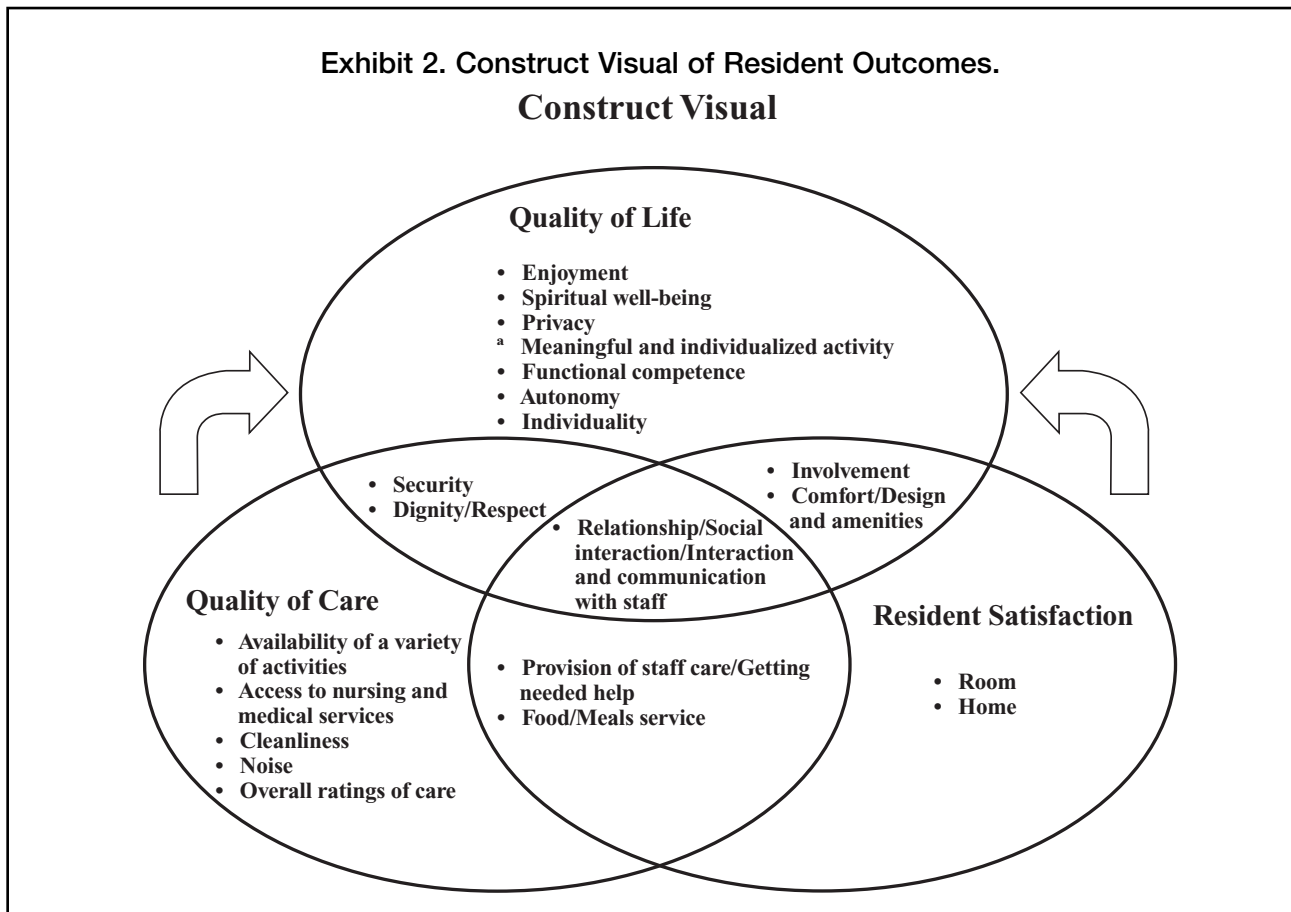 Exhibit 2. Construct Visual of Resident Outcomes.
Construct Visual
Quality of Life
• Enjoyment
• Spiritual well-being
• Privacy
ª Meaningful and individualized activity
• Functional competence
• Autonomy
• Individuality
• Security
• Dignity/Respect
• Involvement
• Comfort/Design
and amenities
• Relationship/Social
interaction/Interaction
and communication
with staff
Quality of Care
• Availability of a variety
of activities
• Access to nursing and
medical services
• Cleanliness
• Noise
• Overall ratings of care
• Provision of staff care/Getting
needed help
• Food/Meals service
Resident Satisfaction
• Room
• Home